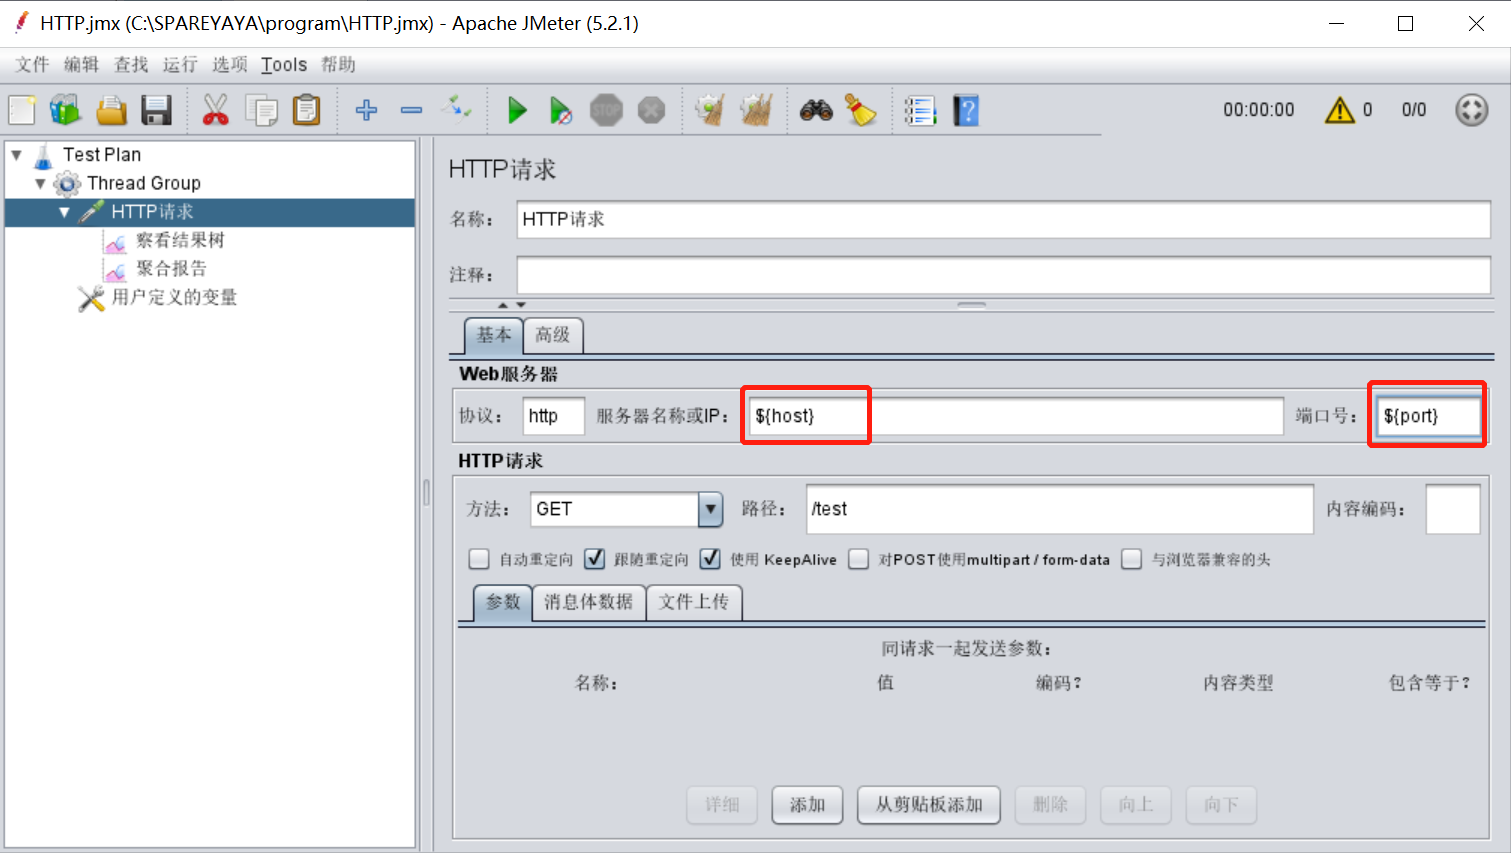 HTTP.jmx (C:\SPAREYAYA\program\HTTP.jmx) - Apache JMeter (5.2.1)
文件 编辑 查找 运行 选项 Tools 帮助
STOP 00:00:00 0 0/0
Test Plan
Thread Group
HTTP请求
察看结果树
聚合报告
用户定义的变量
HTTP请求
名称： HTTP请求
注释：
基本 高级
Web服务器
协议： http 服务器名称或IP： ${host} 端口号： ${port}
HTTP请求
方法： GET 路径： /test 内容编码：
自动重定向 跟随重定向 使用 KeepAlive 对POST使用multipart / form-data 与浏览器兼容的头
参数 消息体数据 文件上传
同请求一起发送参数：
名称： 值 编码？ 内容类型 包含等于？
详细 添加 从剪贴板添加 删除 向上 向下